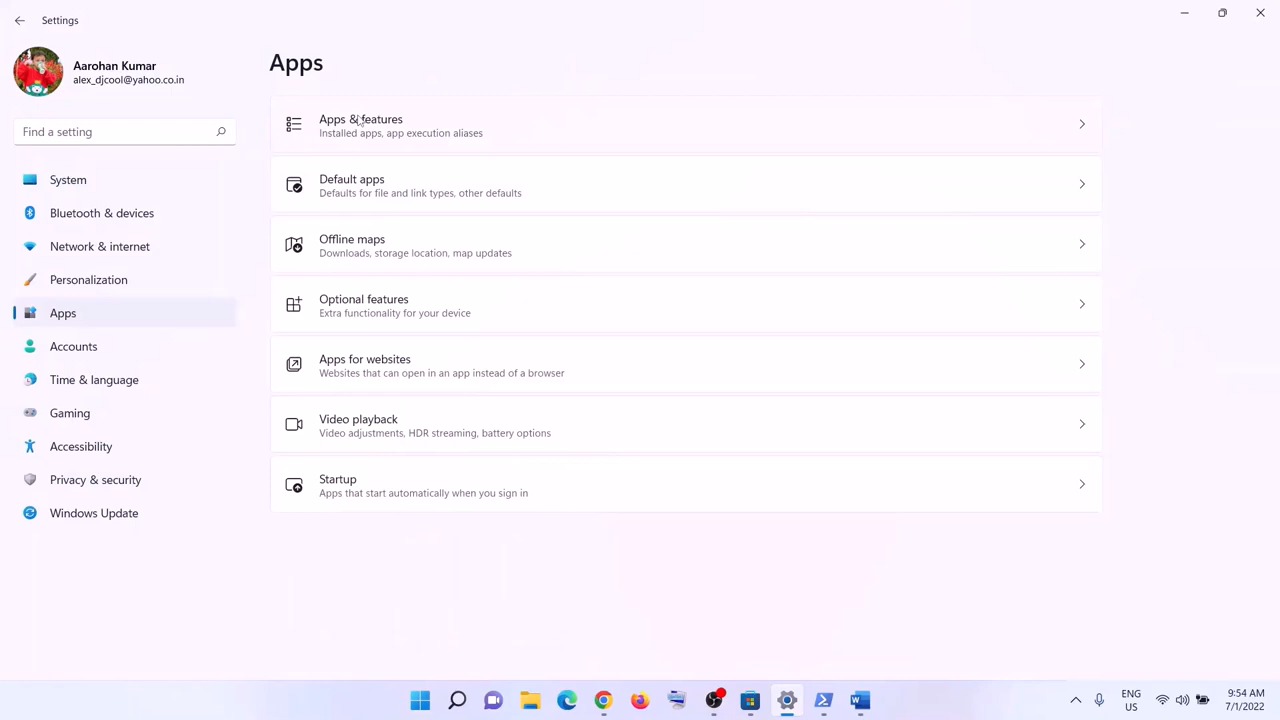 Settings
Aarohan Kumar
alex_djcool@yahoo.co.in
Find a setting
System
Bluetooth & devices
Network & internet
Personalization
Apps
Accounts
Time & language
Gaming
Accessibility
Privacy & security
Windows Update
Apps
Apps & features
Installed apps, app execution aliases
Default apps
Defaults for file and link types, other defaults
Offline maps
Downloads, storage location, map updates
Optional features
Extra functionality for your device
Apps for websites
Websites that can open in an app instead of a browser
Video playback
Video adjustments, HDR streaming, battery options
Startup
Apps that start automatically when you sign in
ENG
US
9:54 AM
7/1/2022